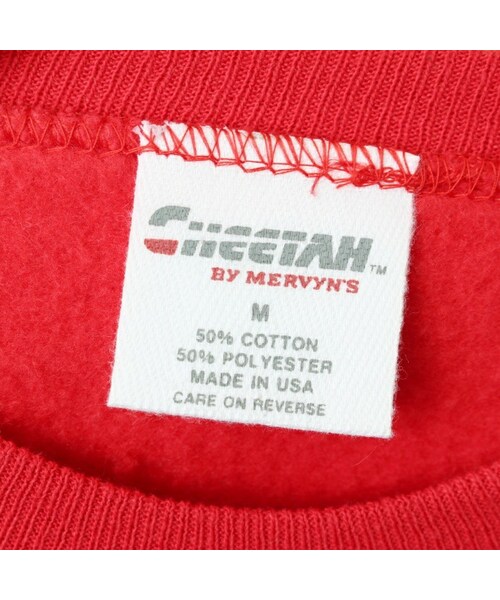 CHEETAH™
BY MERVYN'S
M
50% COTTON
50% POLYESTER
MADE IN USA
CARE ON REVERSE